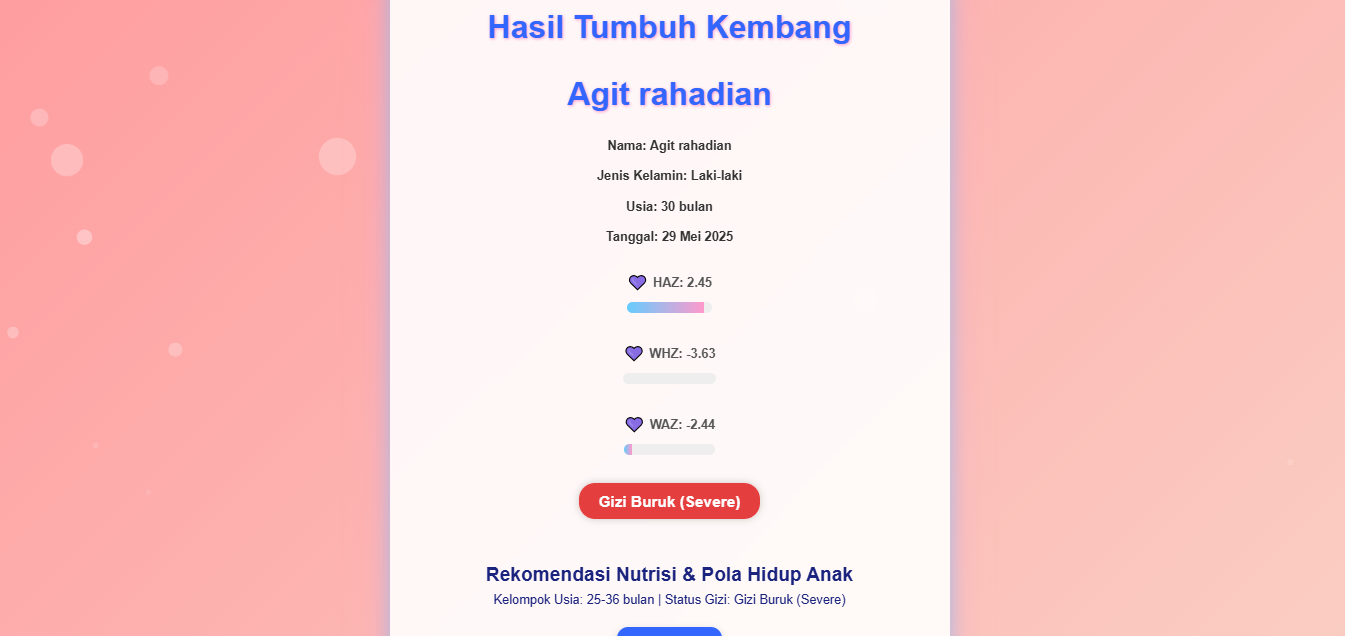 Hasil Tumbuh Kembang
Agit rahadian
Nama: Agit rahadian
Jenis Kelamin: Laki-laki
Usia: 30 bulan
Tanggal: 29 Mei 2025
HAZ: 2.45
WHZ: -3.63
WAZ: -2.44
Gizi Buruk (Severe)
Rekomendasi Nutrisi & Pola Hidup Anak
Kelompok Usia: 25-36 bulan | Status Gizi: Gizi Buruk (Severe)